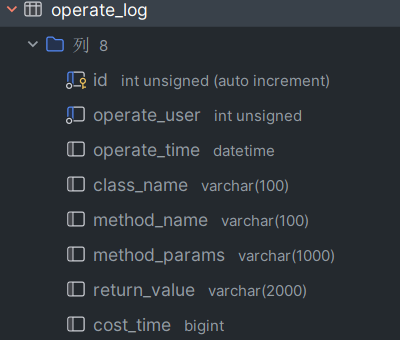 operate_log
列 8
id int unsigned (auto increment)
operate_user int unsigned
operate_time datetime
class_name varchar(100)
method_name varchar(100)
method_params varchar(1000)
return_value varchar(2000)
cost_time bigint